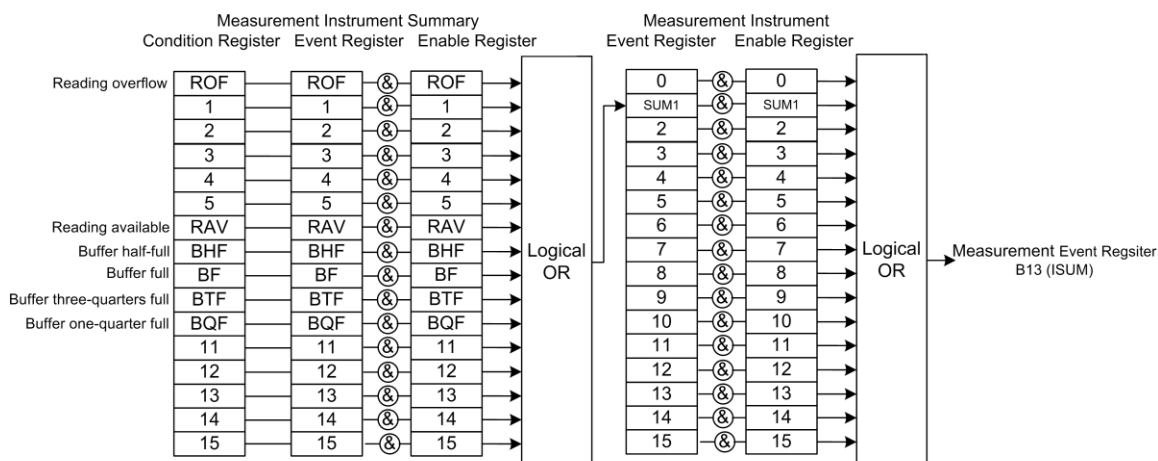 Measurement Instrument Summary Measurement Instrument
Condition Register Event Register Enable Register Event Register Enable Register
Reading overflow ROF ROF & ROF 0 & 0
1 1 & 1 SUM1 & SUM1
2 2 & 2 2 & 2
3 3 & 3 3 & 3
4 4 & 4 4 & 4
5 5 & 5 5 & 5
Reading available RAV RAV & RAV 6 & 6
Buffer half-full BHF BHF & BHF Logical 7 & 7 Logical Measurement Event Regsiter
Buffer full BF BF & BF OR 8 & 8 OR B13 (ISUM)
Buffer three-quarters full BTF BTF & BTF 9 & 9
Buffer one-quarter full BQF BQF & BQF 10 & 10
11 11 & 11 11 & 11
12 12 & 12 12 & 12
13 13 & 13 13 & 13
14 14 & 14 14 & 14
15 15 & 15 15 & 15